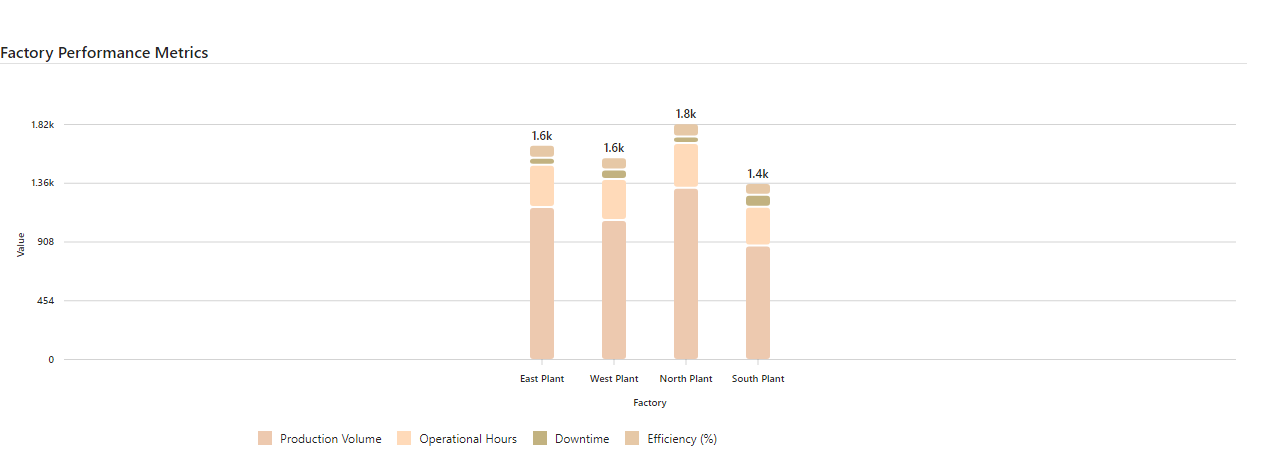 Factory Performance Metrics
1.8k
1.82k
1.6k
1.6k
1.4k
1.36k
Value
908
454
0
East Plant West Plant North Plant South Plant
Factory
Production Volume Operational Hours Downtime Efficiency (%)